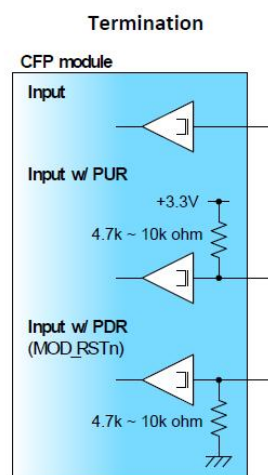 Termination
CFP module
Input
Input w/ PUR
+3.3V
4.7k ~ 10k ohm
Input w/ PDR
(MOD_RSTn)
4.7k ~ 10k ohm